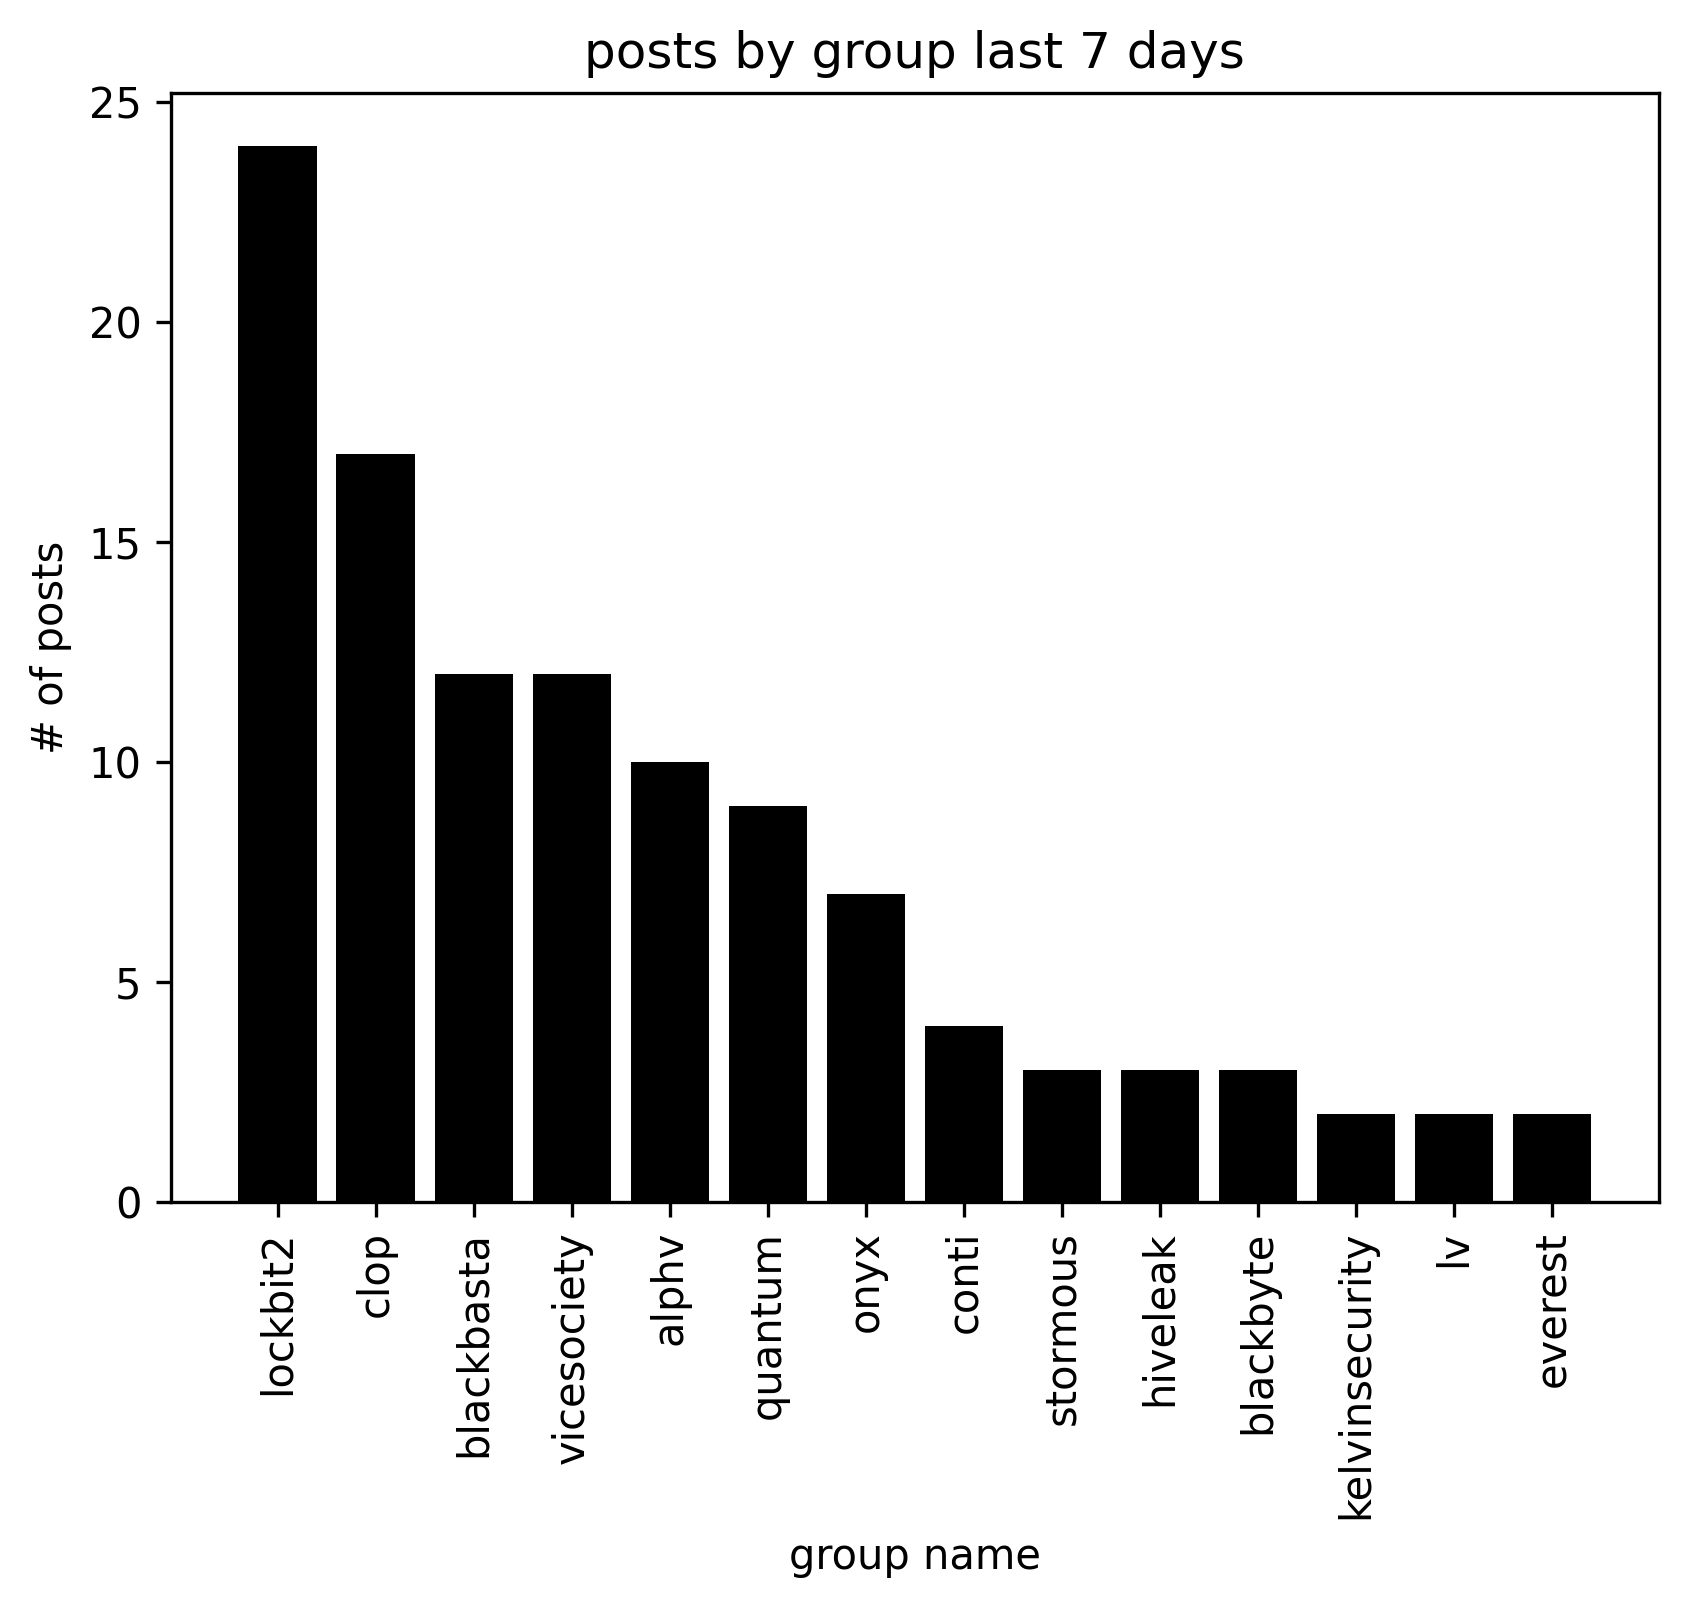 posts by group last 7 days
25
20
15
10
5
0
# of posts
lockbit2
clop
blackbasta
vicesociety
alphv
quantum
onyx
conti
stormous
hiveleak
blackbyte
kelvinsecurity
lv
everest
group name